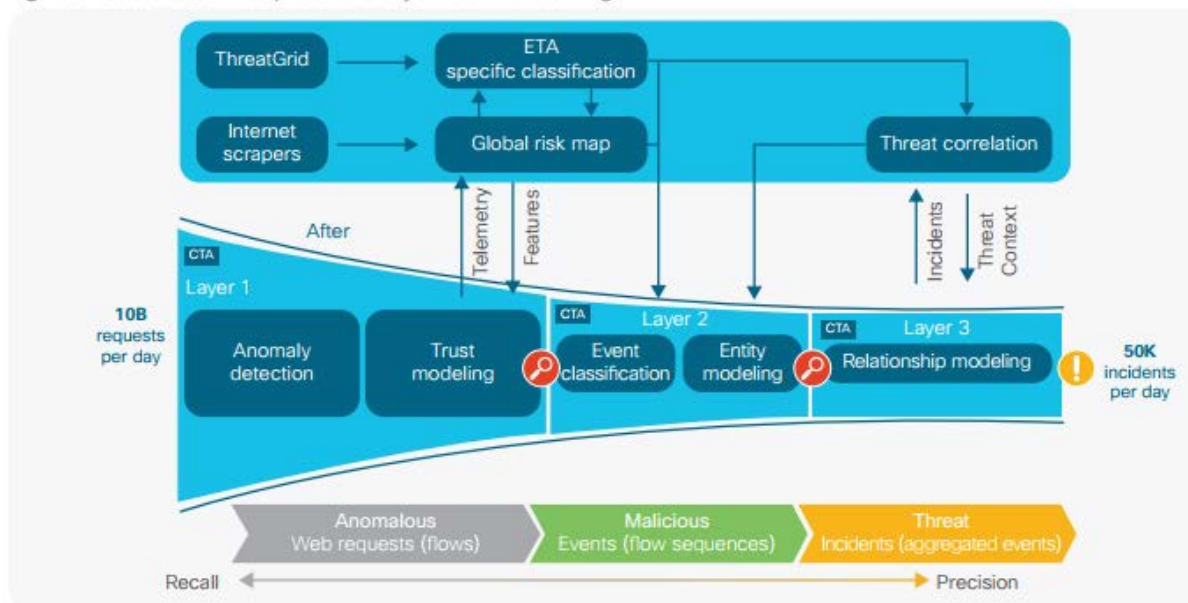 ThreatGrid
ETA
specific classification
Internet
scrapers
Global risk map
Threat correlation
After
Telemetry
Features
Incidents
Threat
Context
CTA
Layer 1
10B
requests
per day
Anomaly
detection
Trust
modeling
CTA
Layer 2
Event
classification
Entity
modeling
CTA
Layer 3
Relationship modeling
50K
incidents
per day
Anomalous
Web requests (flows)
Malicious
Events (flow sequences)
Threat
Incidents (aggregated events)
Recall
Precision